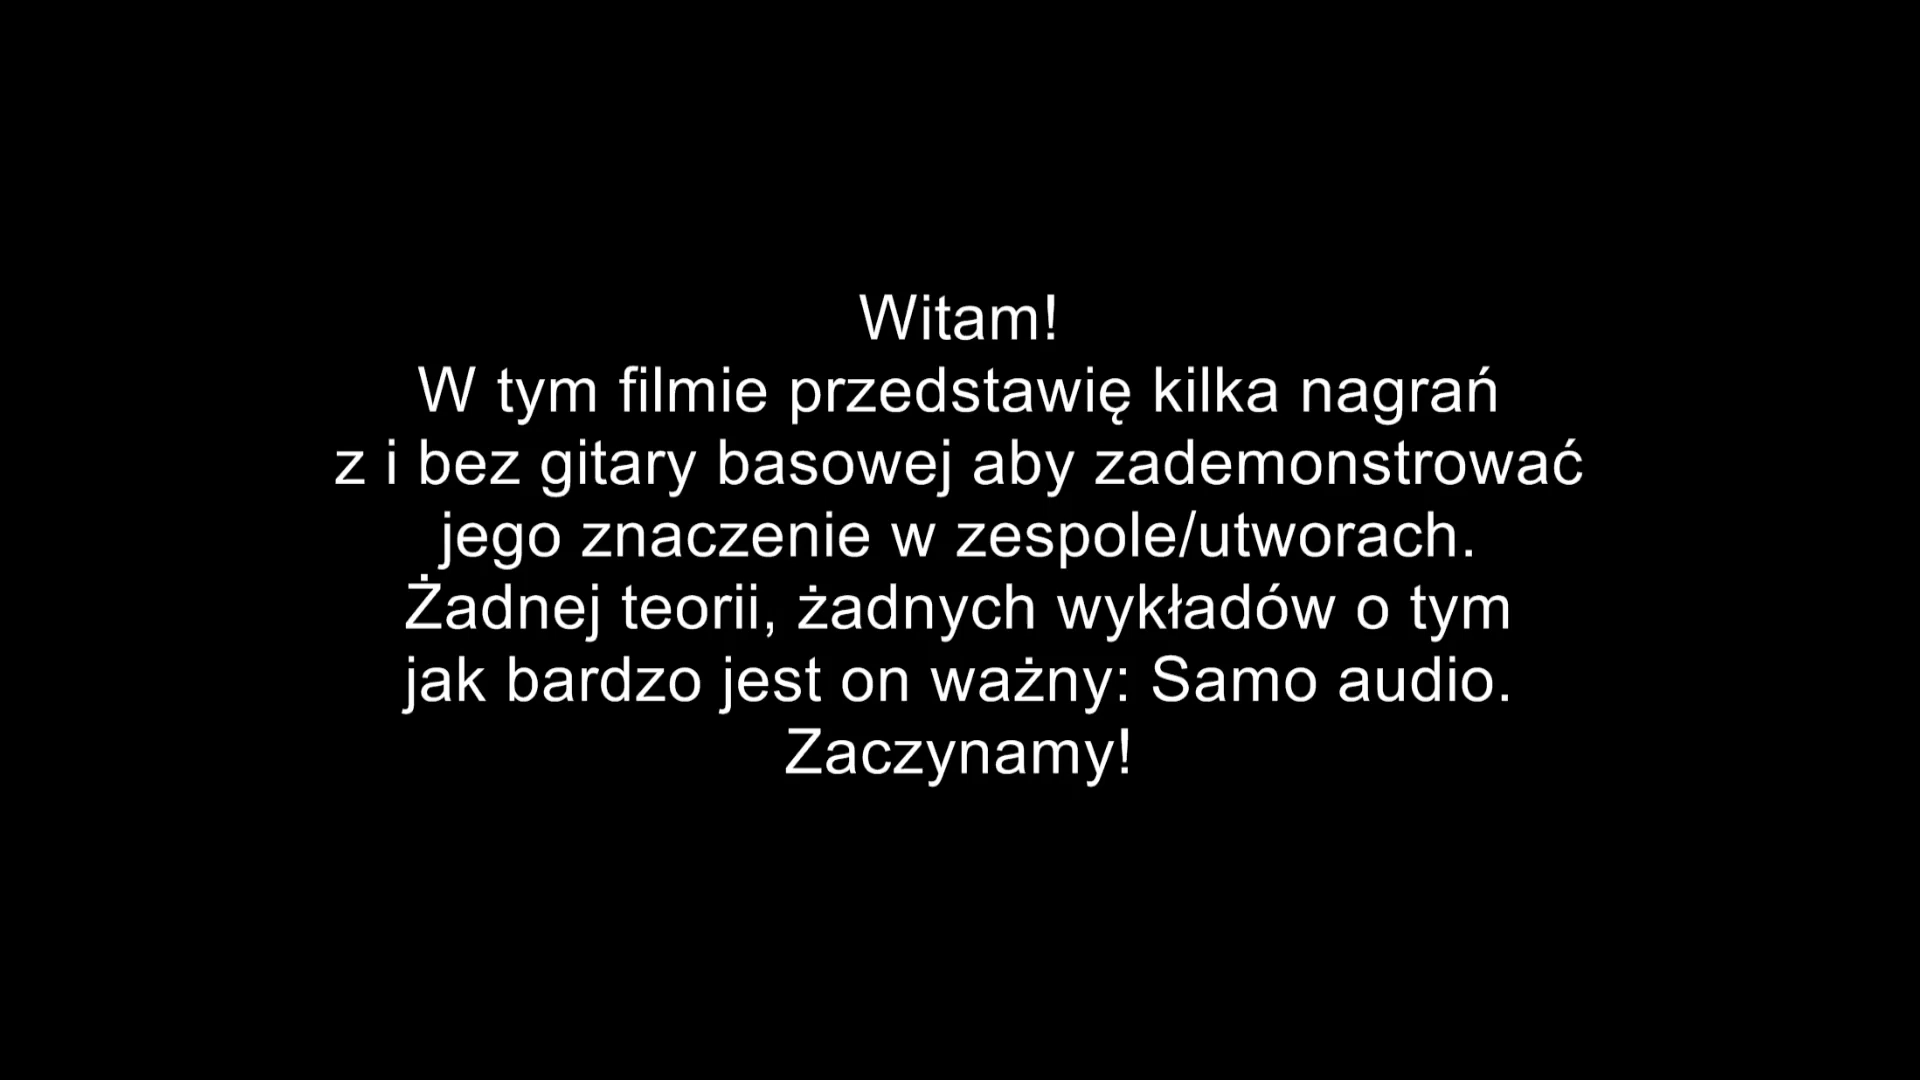 Witam!
W tym filmie przedstawię kilka nagrań
z i bez gitary basowej aby zademonstrować
jego znaczenie w zespole/utworach.
Żadnej teorii, żadnych wykładów o tym
jak bardzo jest on ważny: Samo audio.
Zaczynamy!